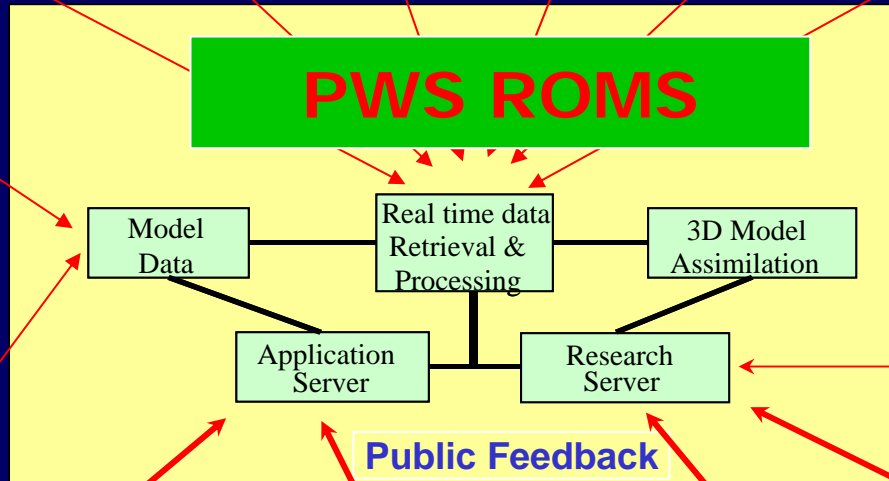 PWS ROMS
Model
Data
Real time data
Retrieval &
Processing
3D Model
Assimilation
Application
Server
Research
Server
Public Feedback